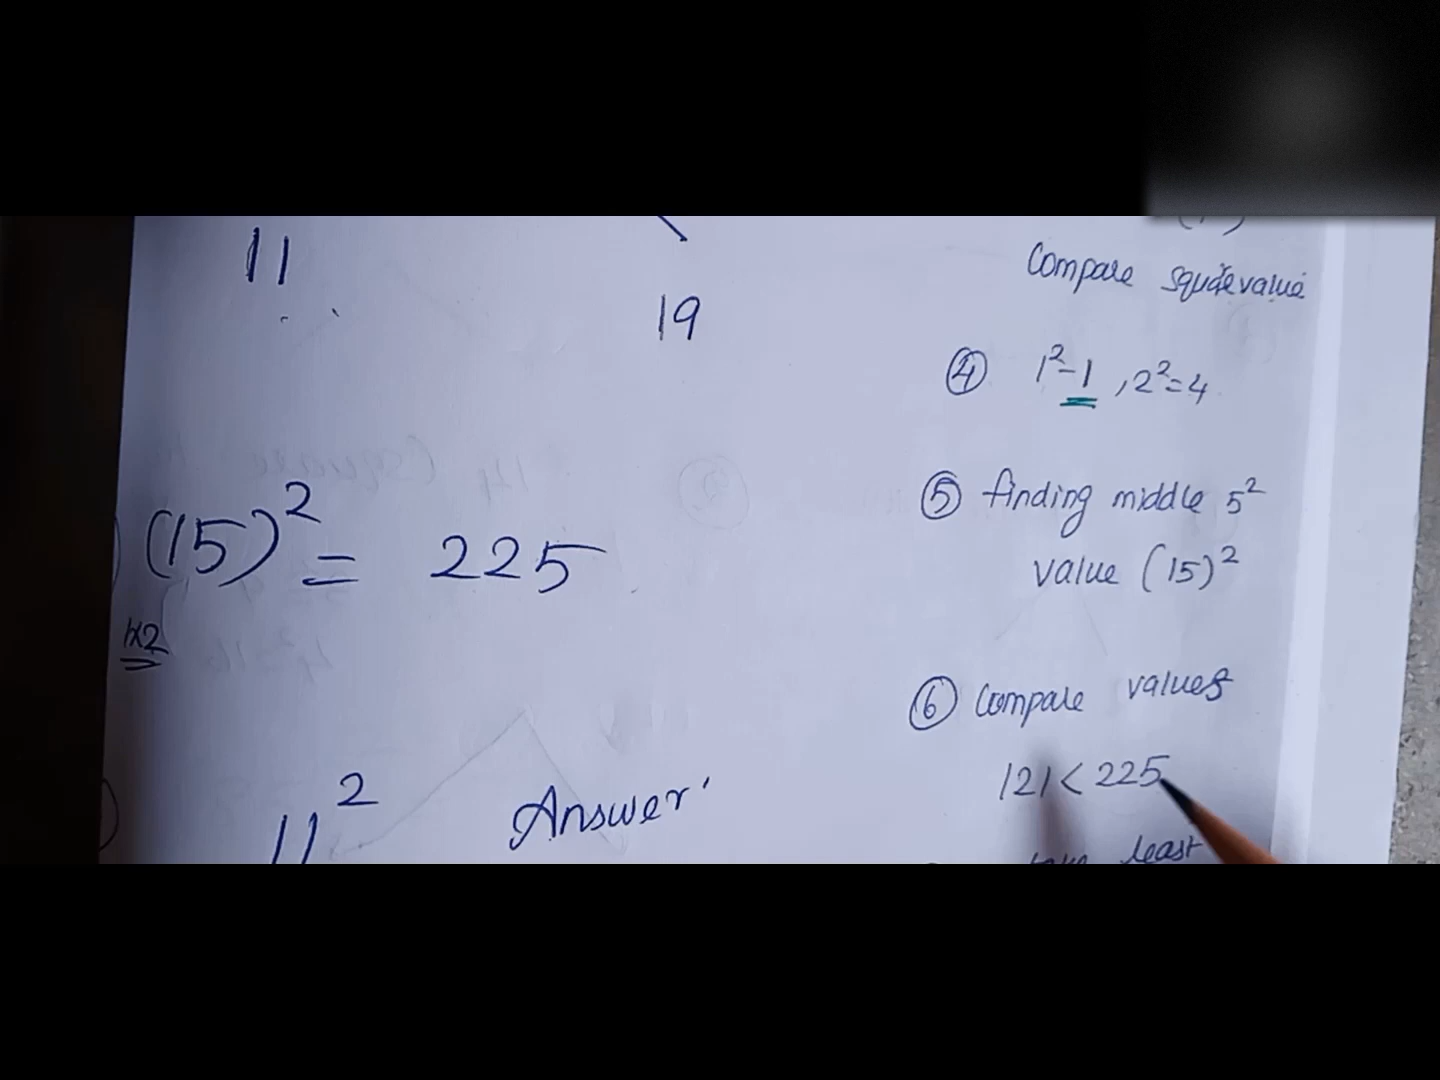 11
19
Compare squarevalue
④ 1²-1 , 2²=4
⑤ finding middle 5²
value (15)²
(15)² = 225
1x2
⑥ Compare values
121 < 225
11² Answer
least